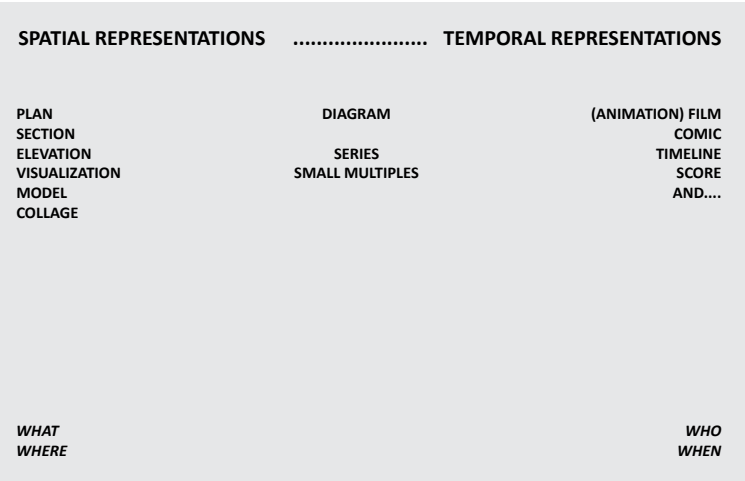 SPATIAL REPRESENTATIONS ....................... TEMPORAL REPRESENTATIONS
PLAN DIAGRAM (ANIMATION) FILM
SECTION COMIC
ELEVATION SERIES TIMELINE
VISUALIZATION SMALL MULTIPLES SCORE
MODEL AND....
COLLAGE
WHAT WHO
WHERE WHEN